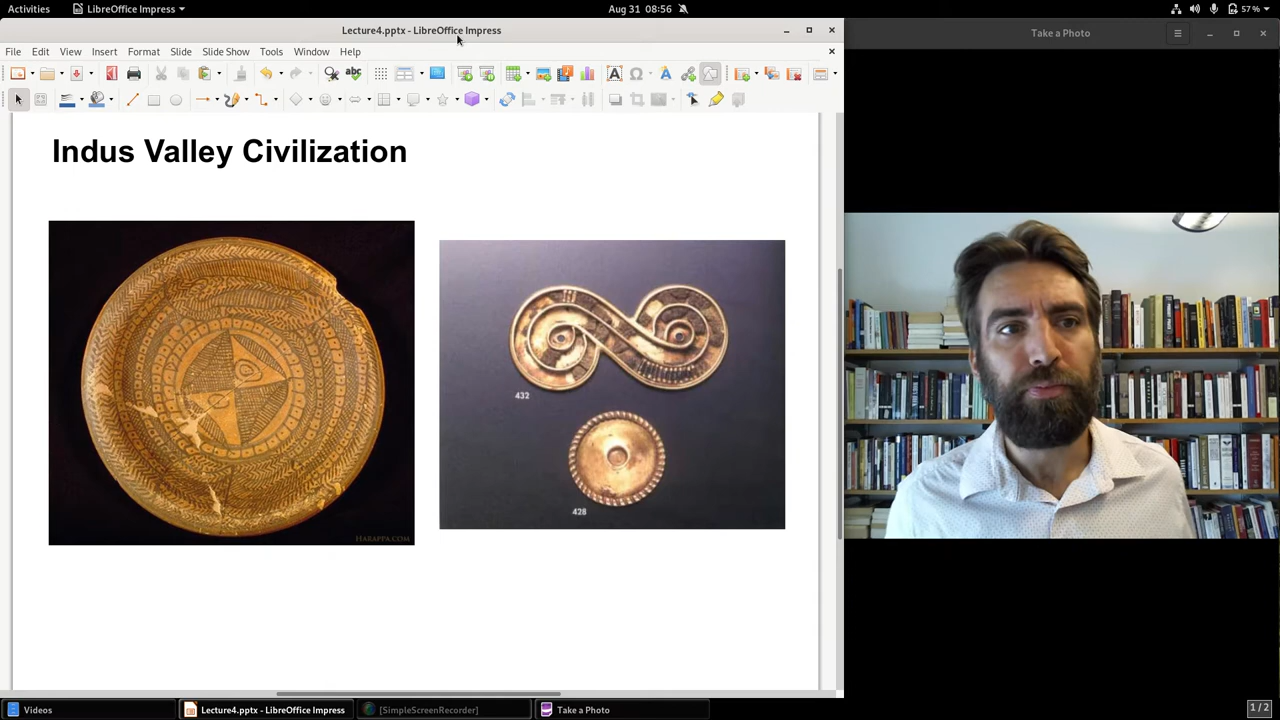 Activities
LibreOffice Impress
Aug 31 08:56
57 %
Lecture4.pptx - LibreOffice Impress
Take a Photo
File Edit View Insert Format Slide Slide Show Tools Window Help
Indus Valley Civilization
432
428
HARAPPA.COM
Videos
Lecture4.pptx - LibreOffice Impress
[SimpleScreenRecorder]
Take a Photo
1/2